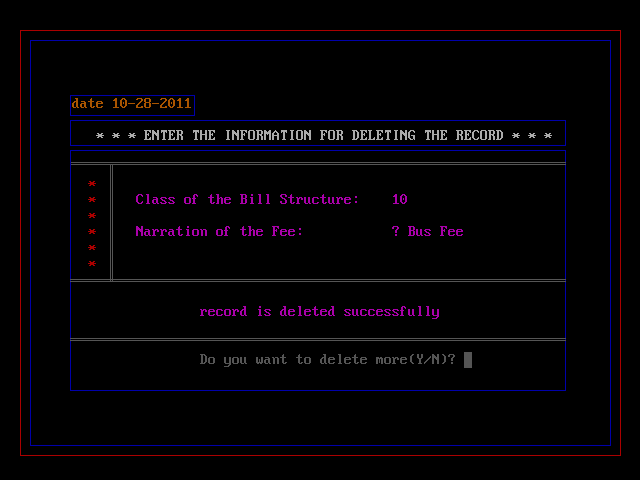 date 10-28-2011
* * * ENTER THE INFORMATION FOR DELETING THE RECORD * * *
*
Class of the Bill Structure: 10
*
*
Narration of the Fee: ? Bus Fee
*
*
*
record is deleted successfully
Do you want to delete more(Y/N)?